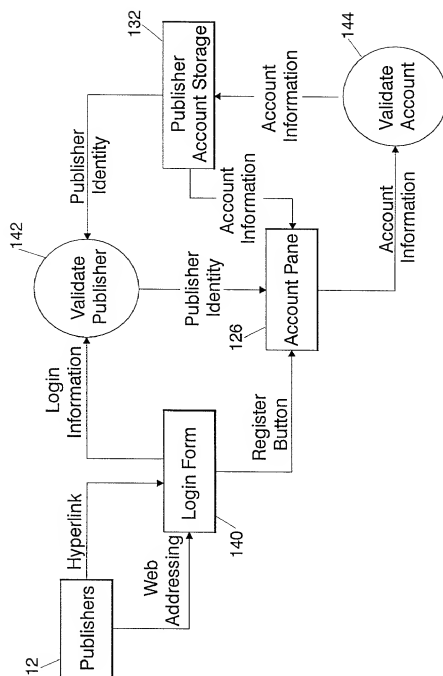 12
Publishers
Hyperlink
Web
Addressing
Login Form
140
Login
Information
Register
Button
142
Validate
Publisher
Publisher
Identity
Publisher
Identity
126
Account Pane
132
Publisher
Account Storage
Account
Information
Account
Information
Account
Information
144
Validate
Account